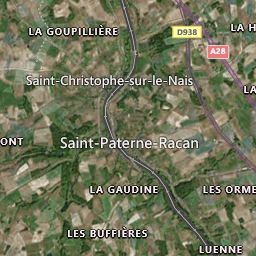 LA GOUPILLIÈRE
LA H
D938
A28
Saint-Christophe-sur-le-Nais
LA
ONT
Saint-Paterne-Racan
LA GAUDINE
LES ORME
LES BUFFIÈRES
LUENNE